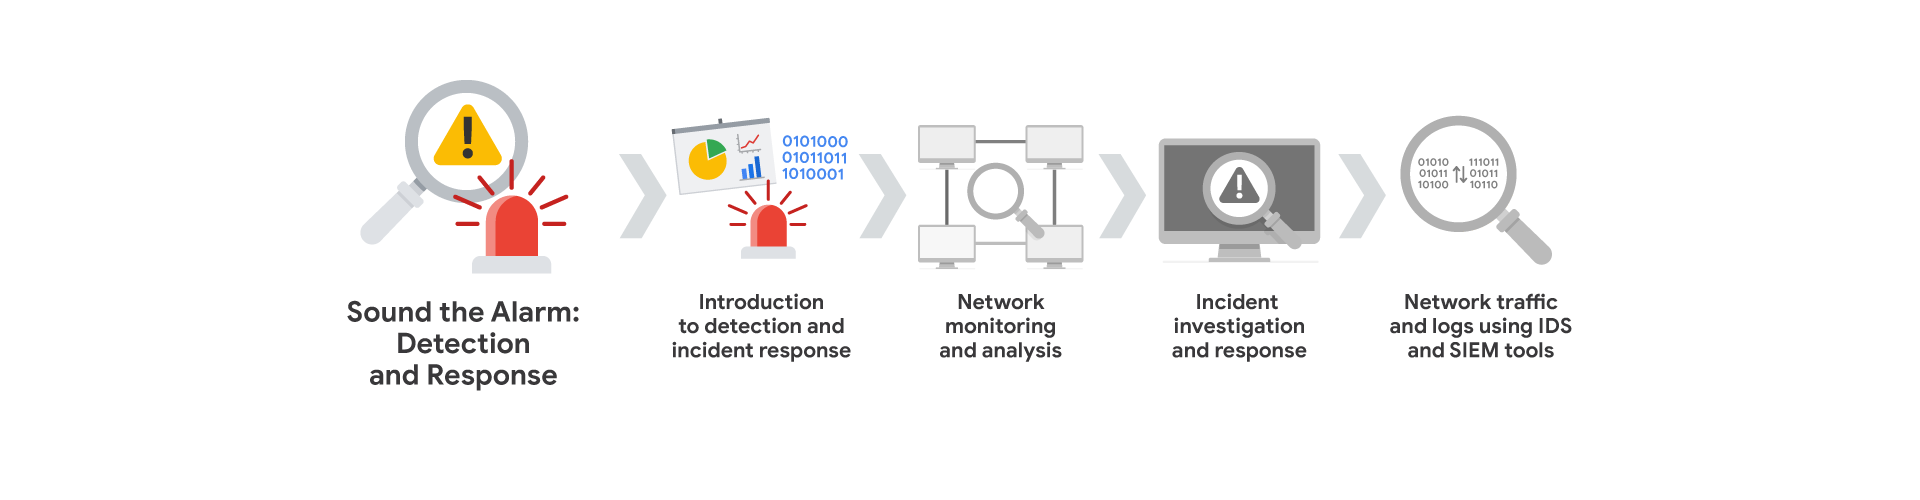 Sound the Alarm:
Detection
and Response
0101000
01011011
1010001
Introduction
to detection and
incident response
Network
monitoring
and analysis
!
Incident
investigation
and response
01010 111011
01011 01011
10100 10110
Network traffic
and logs using IDS
and SIEM tools